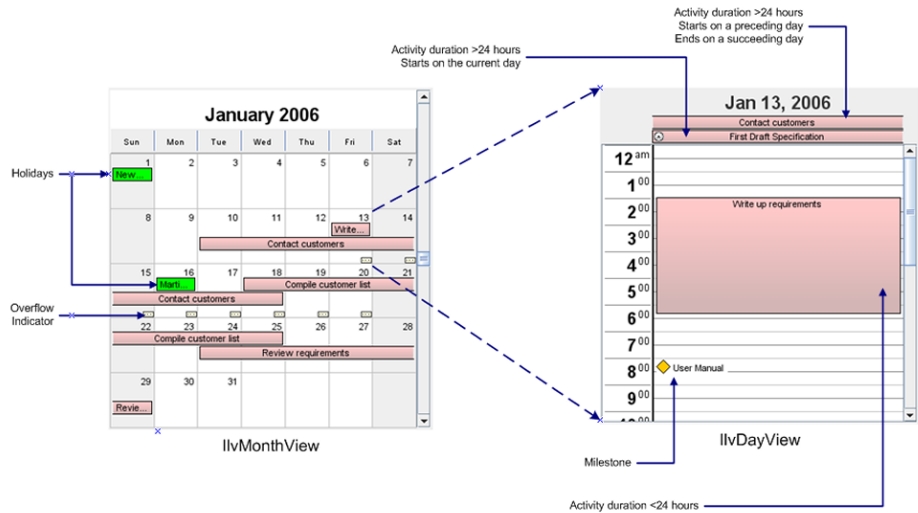 Activity duration >24 hours
Starts on a preceding day
Ends on a succeeding day
Activity duration >24 hours
Starts on the current day
January 2006
Sun Mon Tue Wed Thu Fri Sat
1 2 3 4 5 6 7
New...
Holidays
8 9 10 11 12 13 14
Write...
Contact customers
15 16 17 18 19 20 21
Marti...
Compile customer list
Contact customers
Overflow
Indicator
22 23 24 25 26 27 28
Compile customer list
Review requirements
29 30 31
Revie...
IlvMonthView
Jan 13, 2006
Contact customers
First Draft Specification
12 am
1 00
2 00
Write up requirements
3 00
4 00
5 00
6 00
7 00
8 00
User Manual
9 00
IlvDayView
Milestone
Activity duration <24 hours